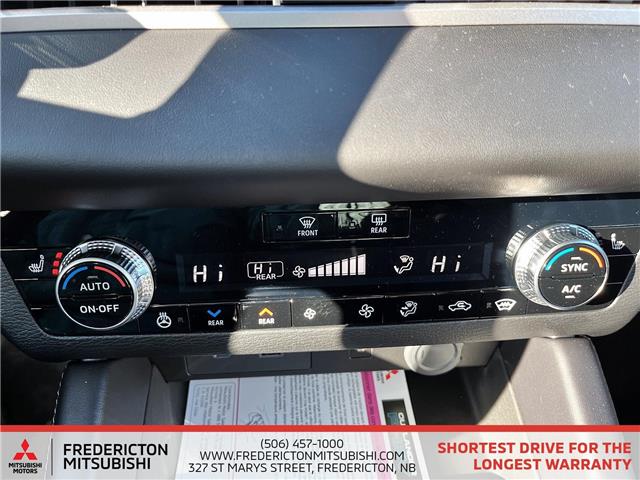 FRONT
REAR
AUTO
ON·OFF
Hi
Hi
REAR
Hi
SYNC
A/C
REAR
REAR
OUTLANDER
MITSUBISHI
MOTORS
FREDERICTON
MITSUBISHI
(506) 457-1000
WWW.FREDERICTONMITSUBISHI.COM
327 ST MARYS STREET, FREDERICTON, NB
SHORTEST DRIVE FOR THE
LONGEST WARRANTY